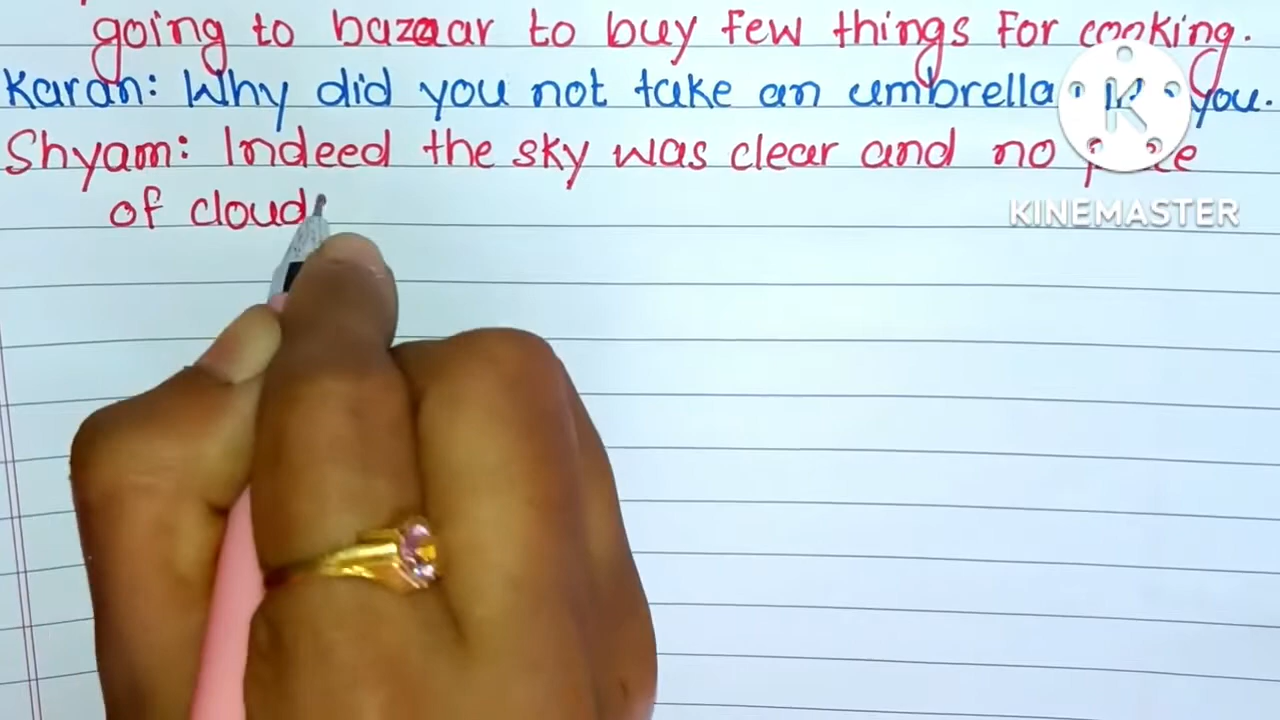 going to bazaar to buy few things for cooking.
Karan: Why did you not take an umbrella you.
Shyam: Indeed the sky was clear and no
of cloud
KINEMASTER